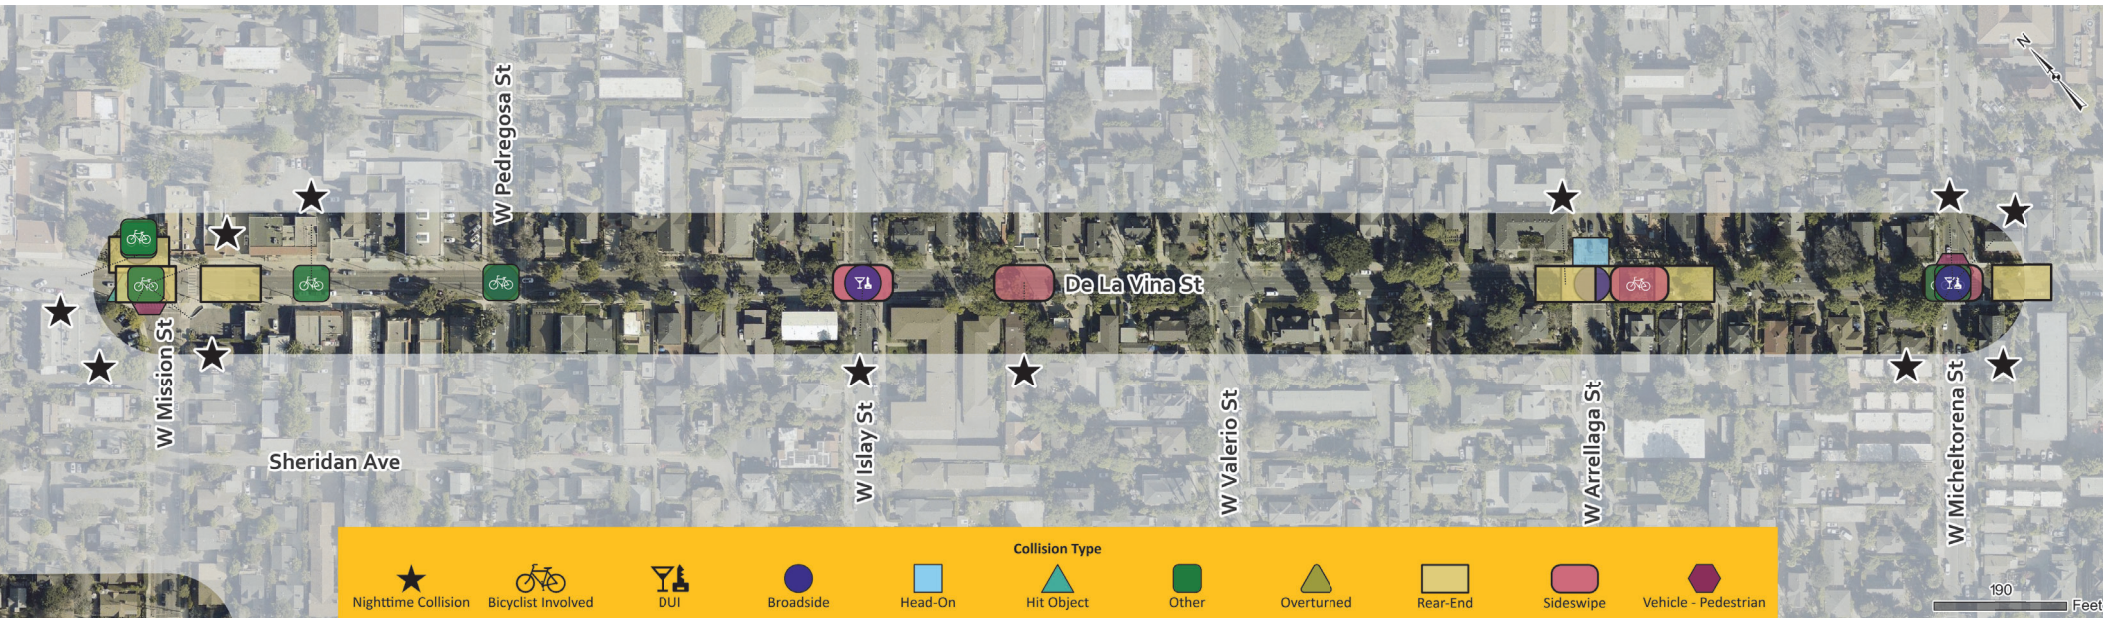 N
W Pedregosa St
De La Vina St
W Mission St
Sheridan Ave
W Islay St
W Valerio St
W Arrellaga St
W Micheltorena St
Collision Type
Nighttime Collision
Bicyclist Involved
DUI
Broadside
Head-On
Hit Object
Other
Overturned
Rear-End
Sideswipe
Vehicle - Pedestrian
190
Feet